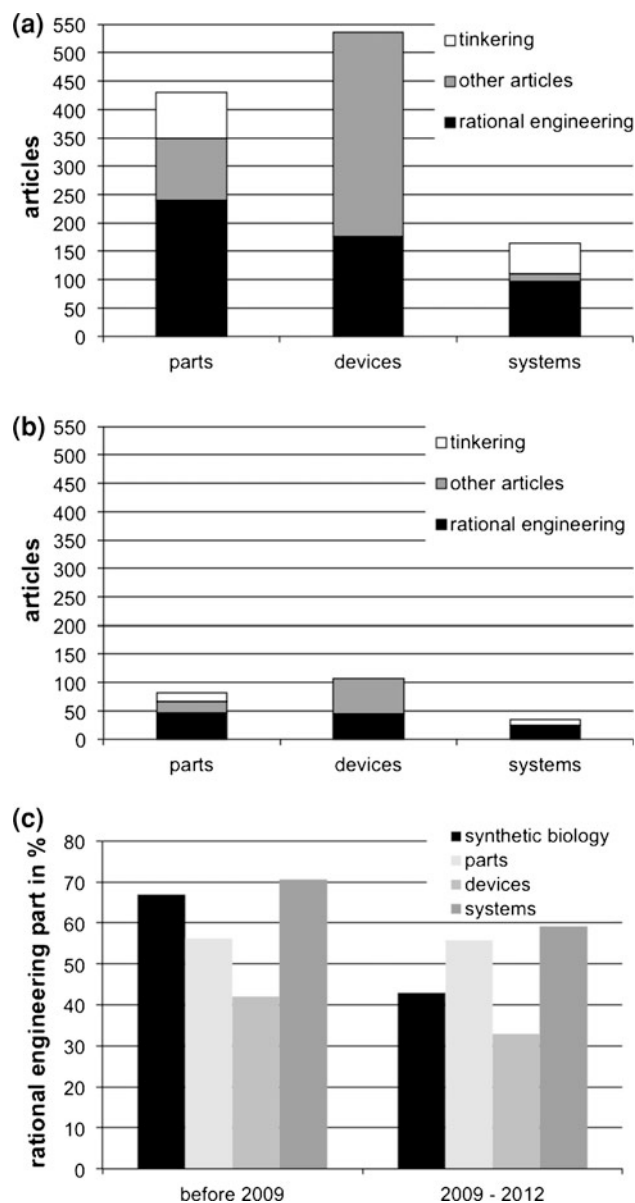 (a)
550
500
450
400
350
300
250
200
150
100
50
0
articles
tinkering
other articles
rational engineering
parts devices systems
(b)
550
500
450
400
350
300
250
200
150
100
50
0
articles
tinkering
other articles
rational engineering
parts devices systems
(c)
80
70
60
50
40
30
20
10
0
rational engineering part in %
synthetic biology
parts
devices
systems
before 2009 2009 - 2012